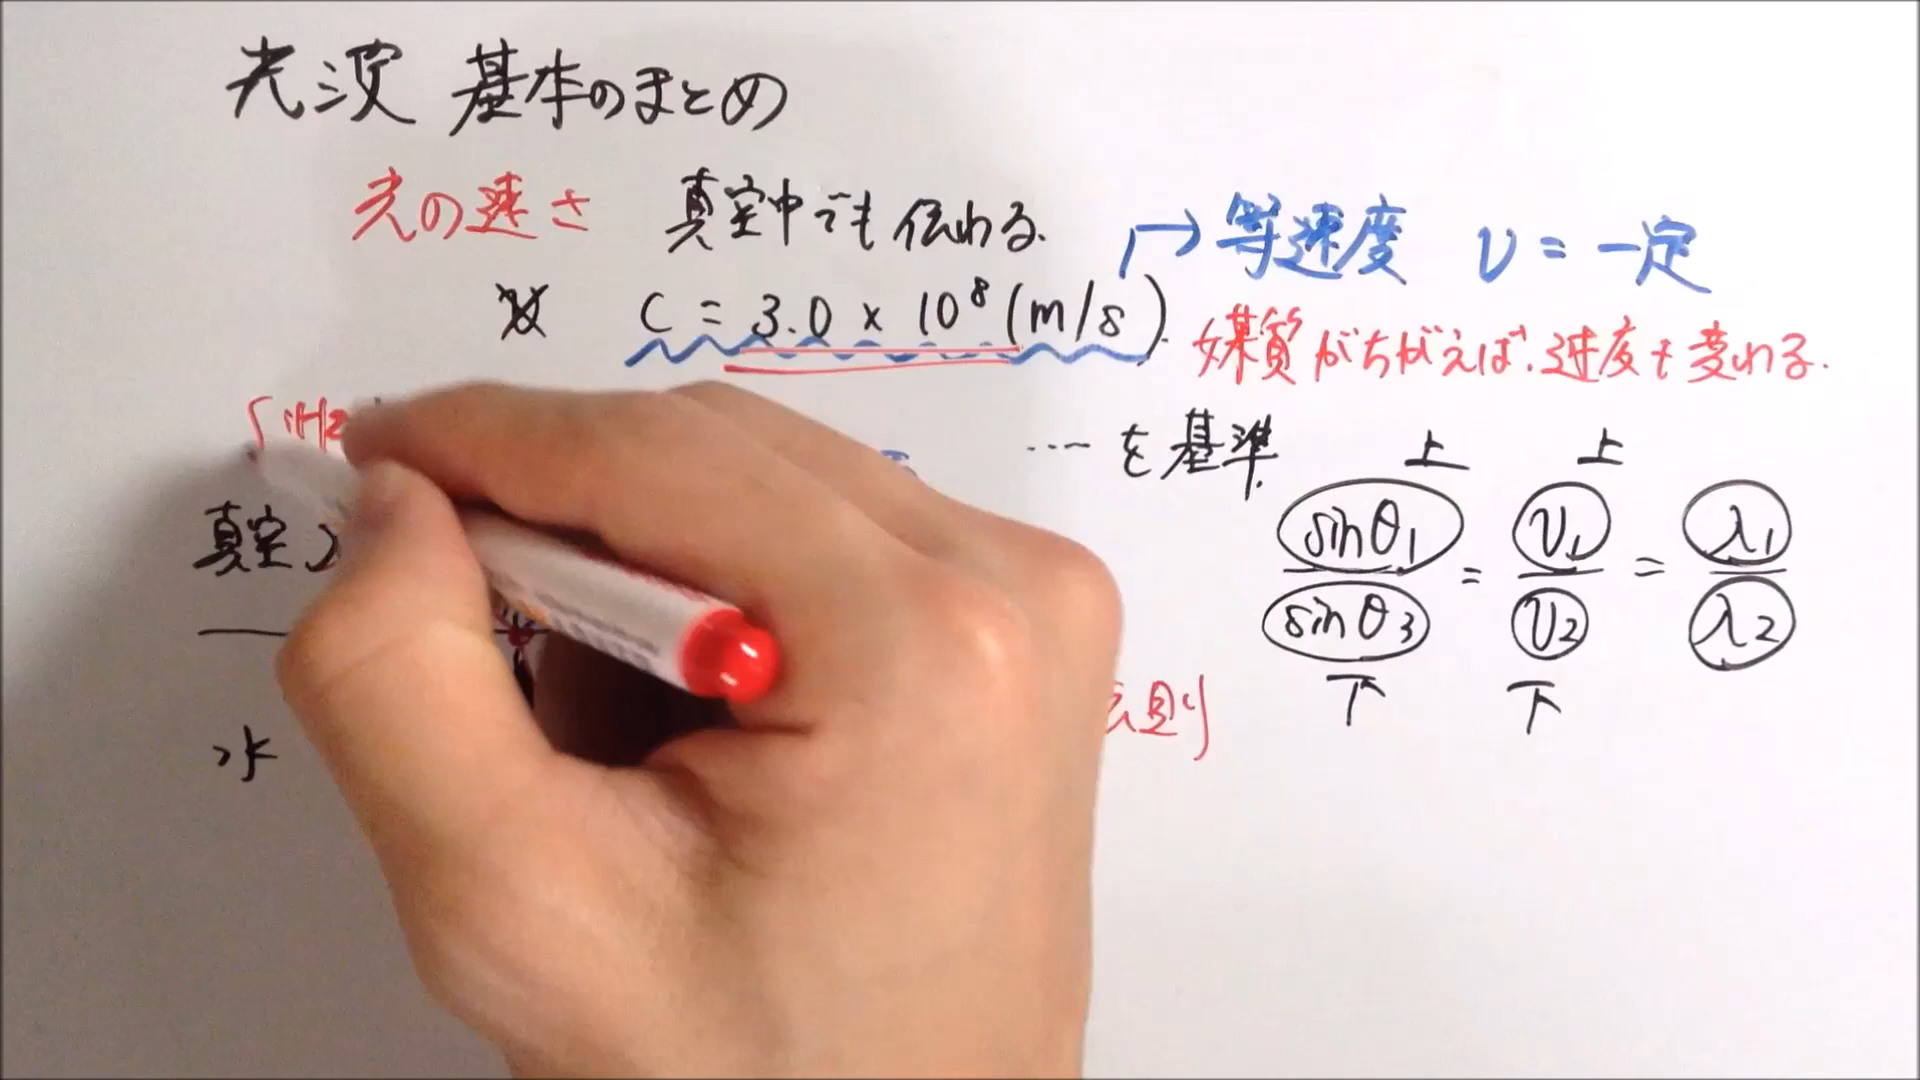 光波 基本のまとめ
光の速さ 真空中でも伝わる.
→ 等速度 v = 一定
C = 3.0 × 10⁸ (m/s).
媒質がちがえば、速度も変わる.
…. を基準.
上 上
sinθ₁ / sinθ₃ = v₁ / v₂ = λ₁ / λ₂
下 下
真空
則
水